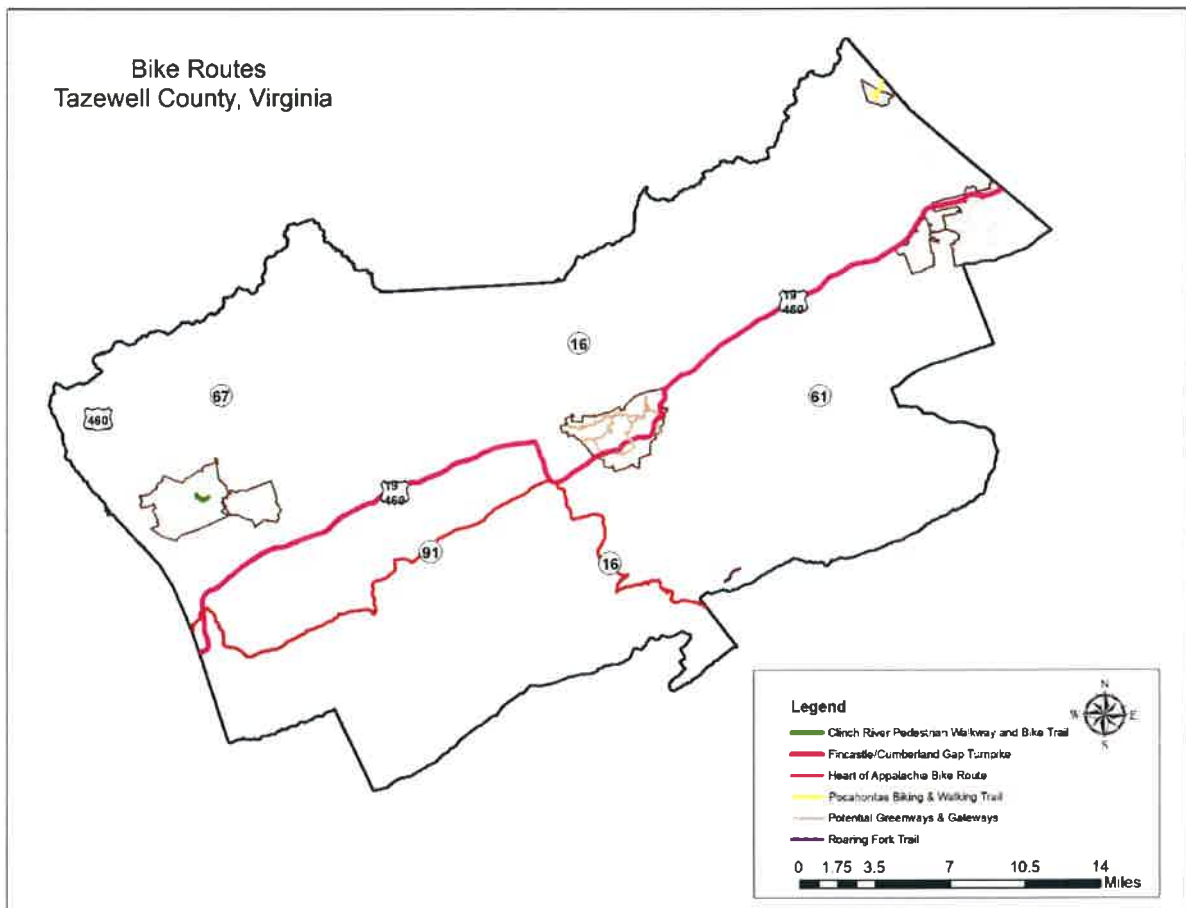 Bike Routes
Tazewell County, Virginia
19
460
16
67
61
460
19
460
91
16
Legend
N
W E
S
Clinch River Pedestrian Walkway and Bike Trail
Fincastle/Cumberland Gap Turnpike
Heart of Appalachia Bike Route
Pocahontas Biking & Walking Trail
Potential Greenways & Gateways
Roaring Fork Trail
0 1.75 3.5 7 10.5 14
Miles